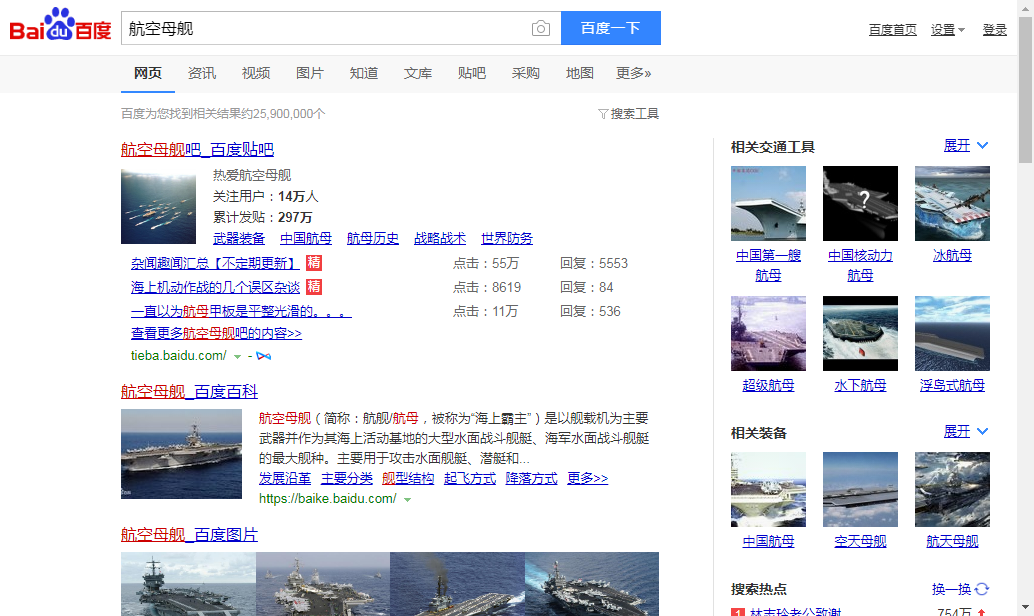 Bai du 百度
航空母舰
百度一下
百度首页 设置 登录
网页 资讯 视频 图片 知道 文库 贴吧 采购 地图 更多»
百度为您找到相关结果约25,900,000个
搜索工具
航空母舰吧_百度贴吧
热爱航空母舰
关注用户：14万人
累计发贴：297万
武器装备 中国航母 航母历史 战略战术 世界防务
杂闻趣闻汇总【不定期更新】 精 点击：55万 回复：5553
海上机动作战的几个误区杂谈 精 点击：8619 回复：84
一直以为航母甲板是平整光滑的。。。 点击：11万 回复：536
查看更多航空母舰吧的内容>>
tieba.baidu.com/ -
航空母舰_百度百科
航空母舰（简称：航舰/航母，被称为“海上霸主”）是以舰载机为主要
武器并作为其海上活动基地的大型水面战斗舰艇、海军水面战斗舰艇
的最大舰种。主要用于攻击水面舰艇、潜艇和...
发展沿革 主要分类 舰型结构 起飞方式 降落方式 更多>>
https://baike.baidu.com/
航空母舰_百度图片
相关交通工具 展开
?
中国第一艘
航母
中国核动力
航母
冰航母
超级航母 水下航母 浮岛式航母
相关装备 展开
中国航母 空天母舰 航天母舰
搜索热点 换一换
1 林志玲老公致谢 754万